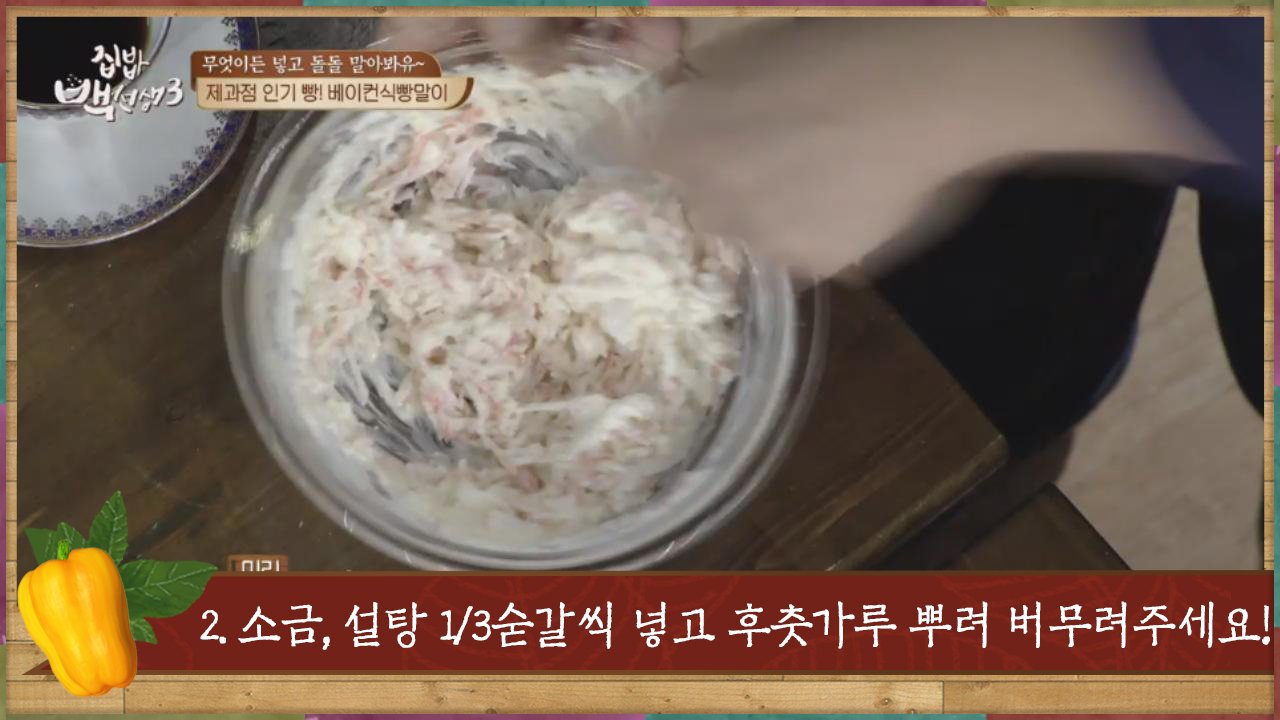 집밥
백선생3
무엇이든 넣고 돌돌 말아봐유~
제과점 인기 빵! 베이컨식빵말이
2. 소금, 설탕 1/3숟갈씩 넣고 후춧가루 뿌려 버무려주세요!